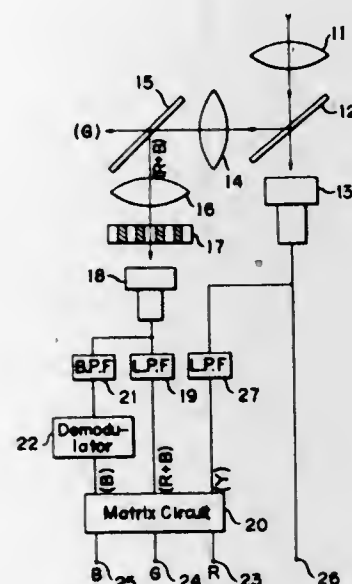 11
15
12
(G)
(R+B)
14
13
16
17
18
B.P.F
L.P.F
L.P.F
21
19
27
22
Demodu-
lator
(B)
(R+B)
(Y)
Matrix Circuit
20
B
G
R
25
24
23
26